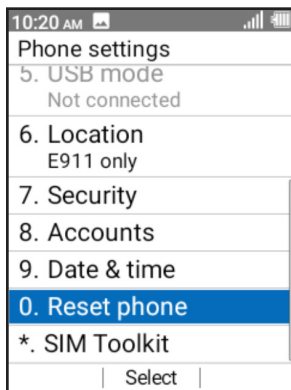 10:20 AM
Phone settings
5. USB mode
Not connected
6. Location
E911 only
7. Security
8. Accounts
9. Date & time
0. Reset phone
*. SIM Toolkit
Select